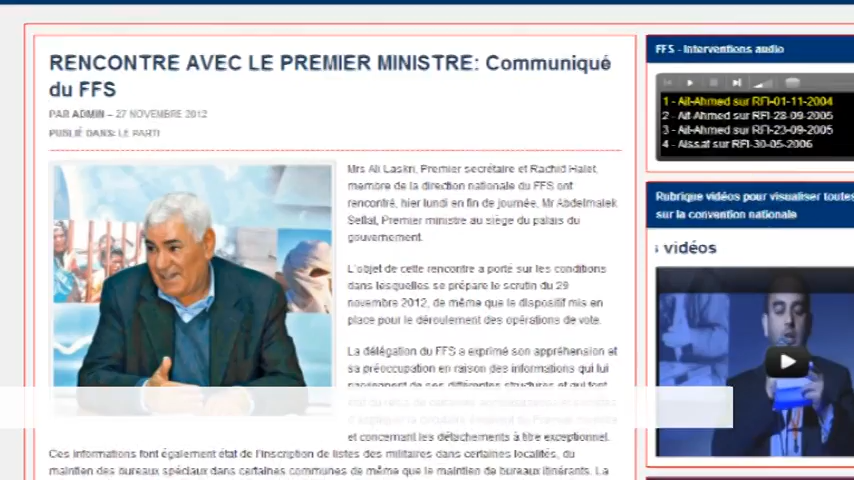 RENCONTRE AVEC LE PREMIER MINISTRE: Communiqué
du FFS
PAR ADMIN – 27 NOVEMBRE 2012
PUBLIÉ DANS: LE PARTI
Mrs Ali Laskri, Premier secrétaire et Rachid Halet,
membre de la direction nationale du FFS ont
rencontré, hier lundi en fin de journée, Mr Abdelmalek
Sellal, Premier ministre au siège du palais du
gouvernement.
L'objet de cette rencontre a porté sur les conditions
dans lesquelles se prépare le scrutin du 29
novembre 2012, de même que le dispositif mis en
place pour le déroulement des opérations de vote.
La délégation du FFS a exprimé son appréhension et
sa préoccupation en raison des informations qui lui
parviennent de ses différentes structures et qui font
et concernant les détachements à titre exceptionnel.
Ces informations font également état de l'inscription de listes des militaires dans certaines localités, du
maintien des bureaux spéciaux dans certaines communes de même que le maintien de bureaux itinérants. La
FFS - Interventions audio
1 - Ait-Ahmed sur RFI-01-11-2004
2 - Ait-Ahmed sur RFI-28-09-2005
3 - Ait-Ahmed sur RFI-23-09-2005
4 - Aissat sur RFI-30-05-2006
Rubrique vidéos pour visualiser toutes
sur la convention nationale
s vidéos